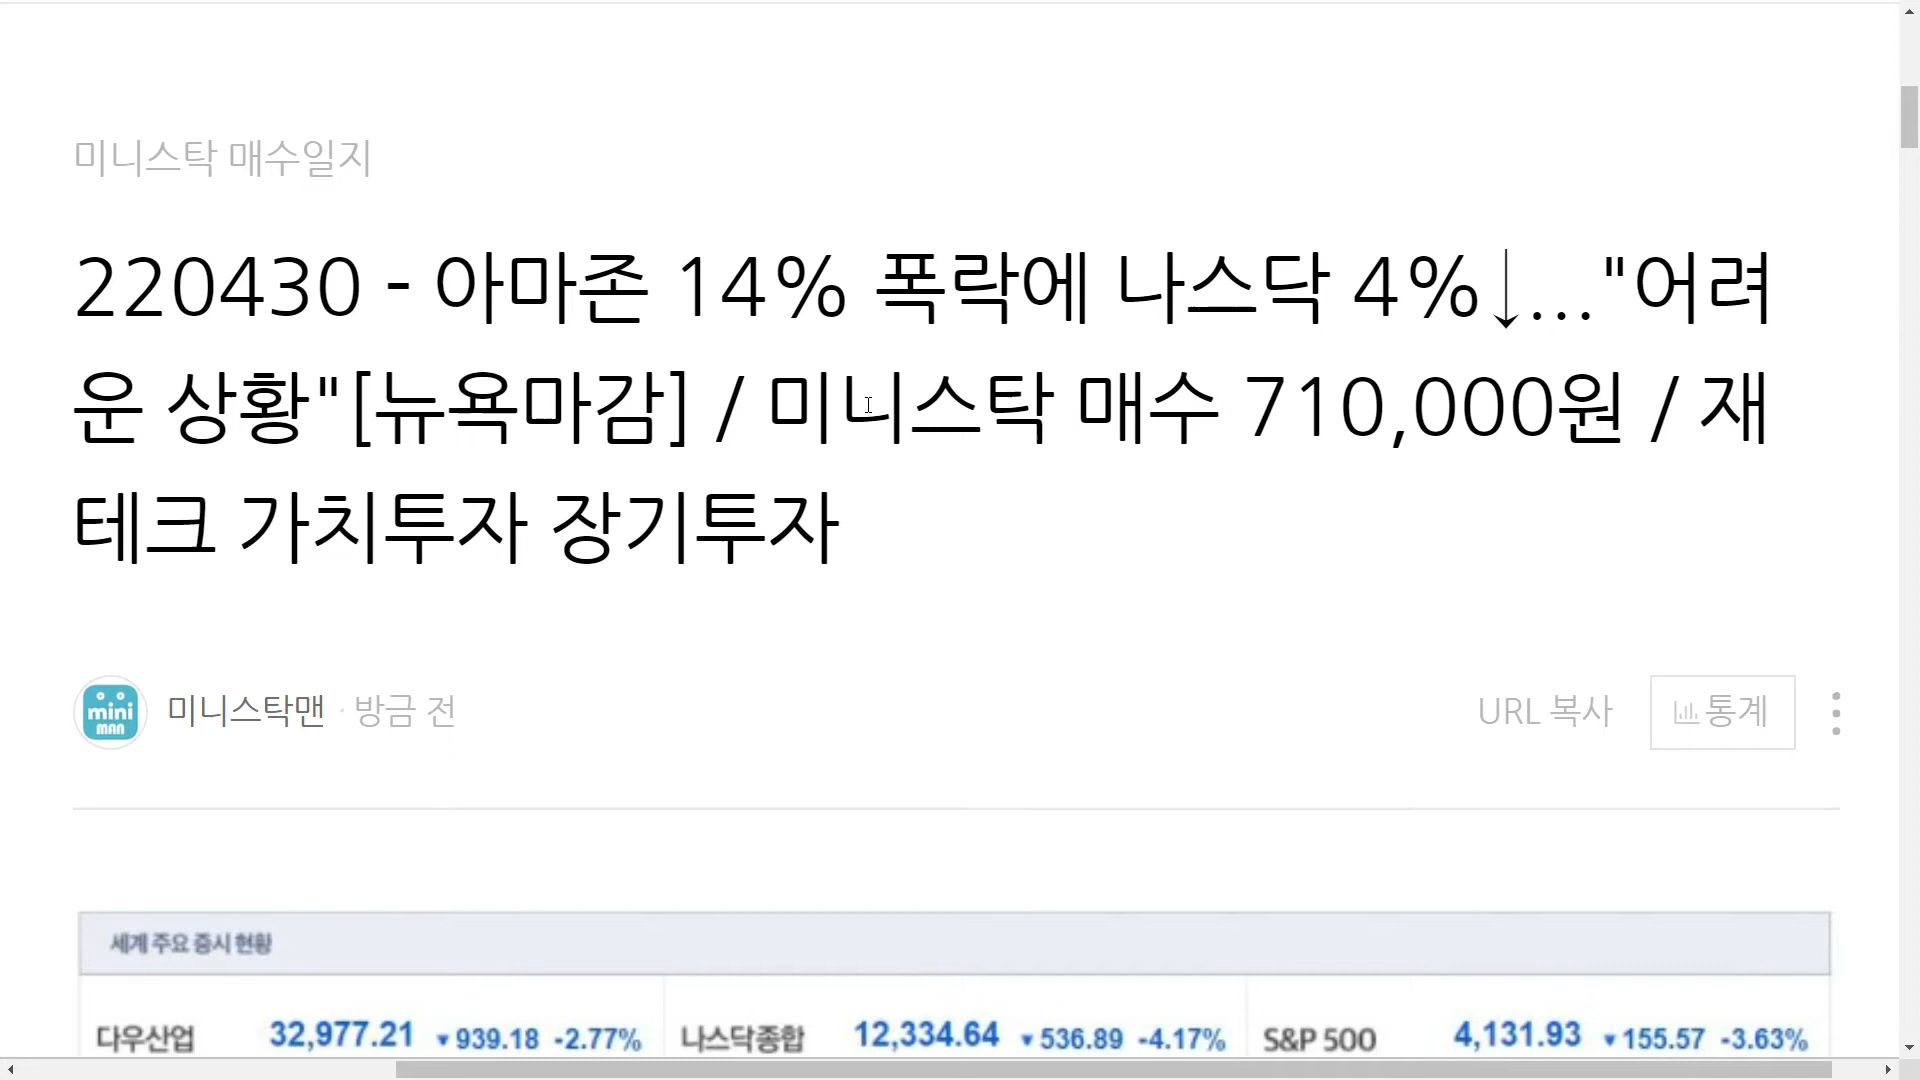 미니스탁 매수일지
220430 - 아마존 14% 폭락에 나스닥 4%↓..."어려
운 상황"[뉴욕마감] / 미니스탁 매수 710,000원 / 재
테크 가치투자 장기투자
mini
MAN
미니스탁맨 · 방금 전
URL 복사
통계
세계 주요 증시 현황
다우산업 32,977.21 ▼939.18 -2.77% 나스닥종합 12,334.64 ▼536.89 -4.17% S&P 500 4,131.93 ▼155.57 -3.63%